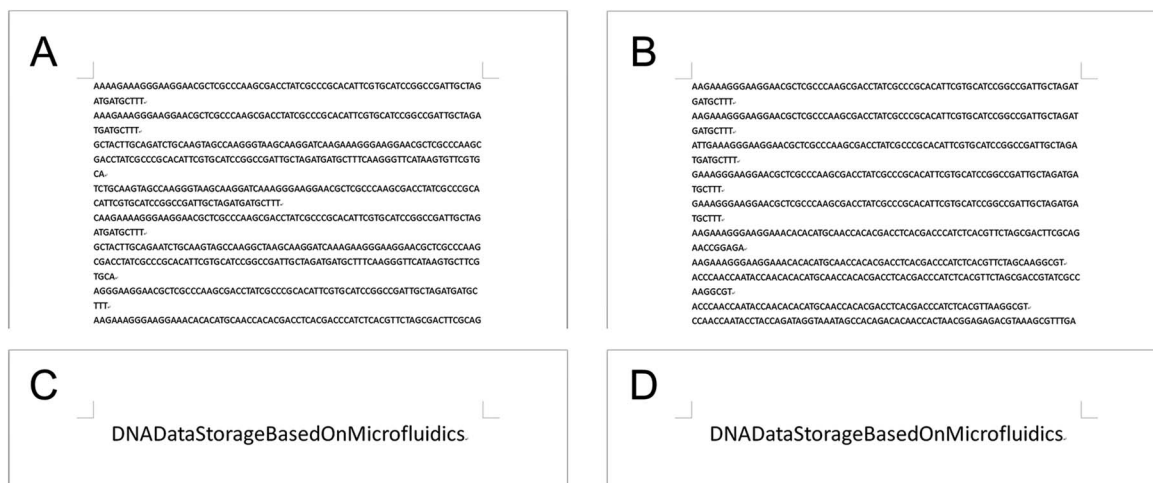 A
AAAAGAAAGGGAAGGAACGCTCGCCCAAGCGACCTATCGCCCGCACATTCGTGCATCCGGCCGATTGCTAG
ATGATGCTTT
AAAGAAAGGGAAGGAACGCTCGCCCAAGCGACCTATCGCCCGCACATTCGTGCATCCGGCCGATTGCTAGA
TGATGCTTT
GCTACTTGCAGATCTGCAAGTAGCCAAGGGTAAGCAAGGATCAAGAAAGGGAAGGAACGCTCGCCCAAGC
GACCTATCGCCCGCACATTCGTGCATCCGGCCGATTGCTAGATGATGCTTTCAAGGGTTCATAAGTGTTCGTG
CA
TCTGCAAGTAGCCAAGGGTAAGCAAGGATCAAAGGGAAGGAACGCTCGCCCAAGCGACCTATCGCCCGCA
CATTCGTGCATCCGGCCGATTGCTAGATGATGCTTT
CAAGAAAAGGGAAGGAACGCTCGCCCAAGCGACCTATCGCCCGCACATTCGTGCATCCGGCCGATTGCTAG
ATGATGCTTT
GCTACTTGCAGAATCTGCAAGTAGCCAAGGCTAAGCAAGGATCAAAGAAGGGAAGGAACGCTCGCCCAAG
CGACCTATCGCCCGCACATTCGTGCATCCGGCCGATTGCTAGATGATGCTTTCAAGGGTTCATAAGTGCTTCG
TGCA
AGGGAAGGAACGCTCGCCCAAGCGACCTATCGCCCGCACATTCGTGCATCCGGCCGATTGCTAGATGATGC
TTT
AAGAAAGGGAAGGAAACACACATGCAACCACACGACCTCACGACCCATCTCACGTTCTAGCGACTTCGCAG
B
AAGAAAGGGAAGGAACGCTCGCCCAAGCGACCTATCGCCCGCACATTCGTGCATCCGGCCGATTGCTAGAT
GATGCTTT
AAGAAAGGGAAGGAACGCTCGCCCAAGCGACCTATCGCCCGCACATTCGTGCATCCGGCCGATTGCTAGAT
GATGCTTT
ATTGAAAGGGAAGGAACGCTCGCCCAAGCGACCTATCGCCCGCACATTCGTGCATCCGGCCGATTGCTAGA
TGATGCTTT
GAAAGGGAAGGAACGCTCGCCCAAGCGACCTATCGCCCGCACATTCGTGCATCCGGCCGATTGCTAGATGA
TGCTTT
GAAAGGGAAGGAACGCTCGCCCAAGCGACCTATCGCCCGCACATTCGTGCATCCGGCCGATTGCTAGATGA
TGCTTT
AAGAAAGGGAAGGAAACACACATGCAACCACACGACCTCACGACCCATCTCACGTTCTAGCGACTTCGCAG
AACCGGAGA
AAGAAAGGGAAGGAAACACACATGCAACCACACGACCTCACGACCCATCTCACGTTCTAGCAAGGCGT
ACCCAACCAATACCAACACACATGCAACCACACGACCTCACGACCCATCTCACGTTCTAGCGACCGTATCGCC
AAGGCGT
ACCCAACCAATACCAACACACATGCAACCACACGACCTCACGACCCATCTCACGTTAAGGCGT
CCAACCAATACCTACCAGATAGGTAAATAGCCACAGACACAACCACTAACGGAGAGACGTAAAGCGTTTGA
C
DNADataStorageBasedOnMicrofluidics
D
DNADataStorageBasedOnMicrofluidics